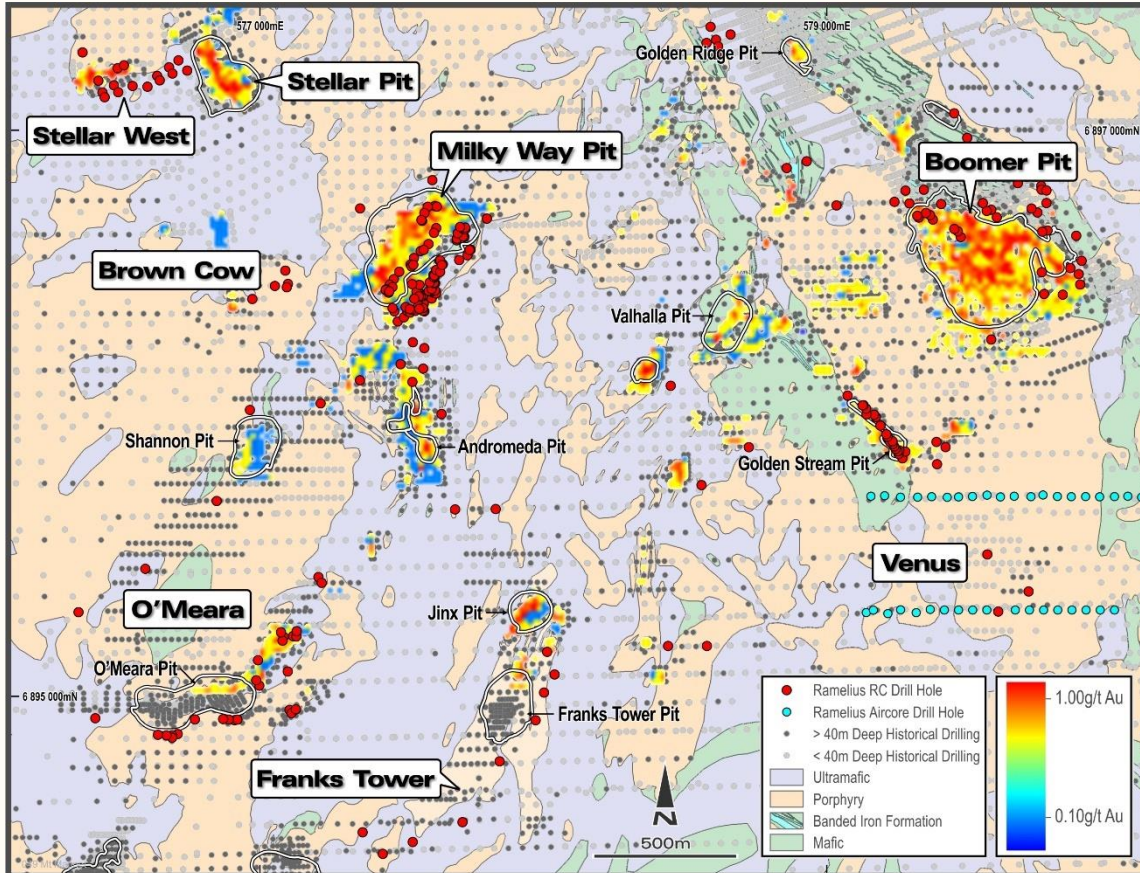 577 000mE
579 000mE
Golden Ridge Pit
Stellar Pit
Stellar West
6 897 000mN
Milky Way Pit
Boomer Pit
Brown Cow
Valhalla Pit
Shannon Pit
Andromeda Pit
Golden Stream Pit
Venus
O'Meara
Jinx Pit
O'Meara Pit
6 895 000mN
Franks Tower Pit
Franks Tower
N
500m
Ramelius RC Drill Hole
Ramelius Aircore Drill Hole
> 40m Deep Historical Drilling
< 40m Deep Historical Drilling
Ultramafic
Porphyry
Banded Iron Formation
Mafic
1.00g/t Au
0.10g/t Au